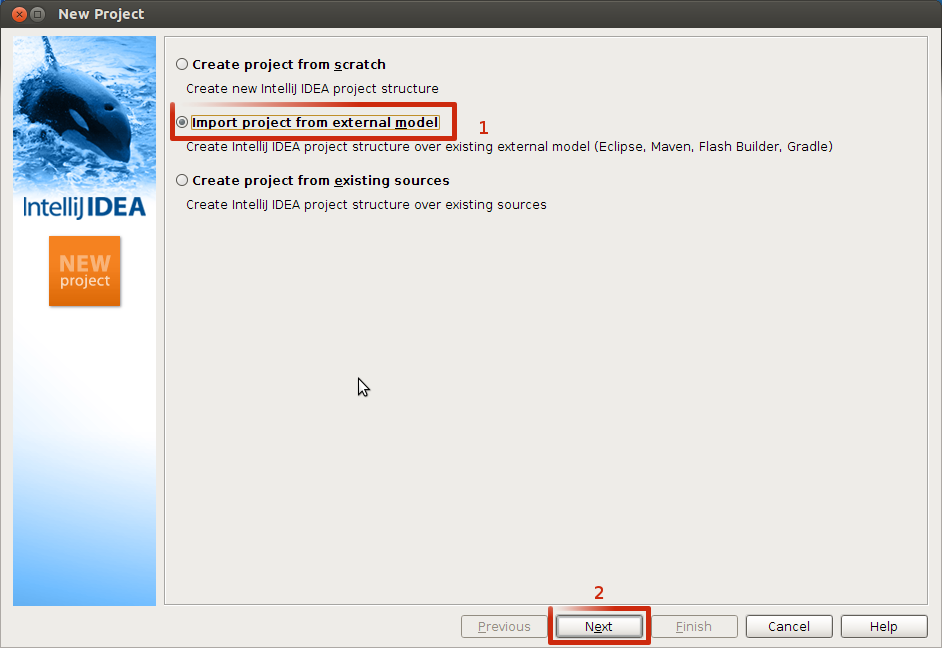 New Project
Create project from scratch
Create new IntelliJ IDEA project structure
Import project from external model
1
Create IntelliJ IDEA project structure over existing external model (Eclipse, Maven, Flash Builder, Gradle)
Create project from existing sources
Create IntelliJ IDEA project structure over existing sources
IntelliJ IDEA
NEW
project
2
Previous
Next
Finish
Cancel
Help